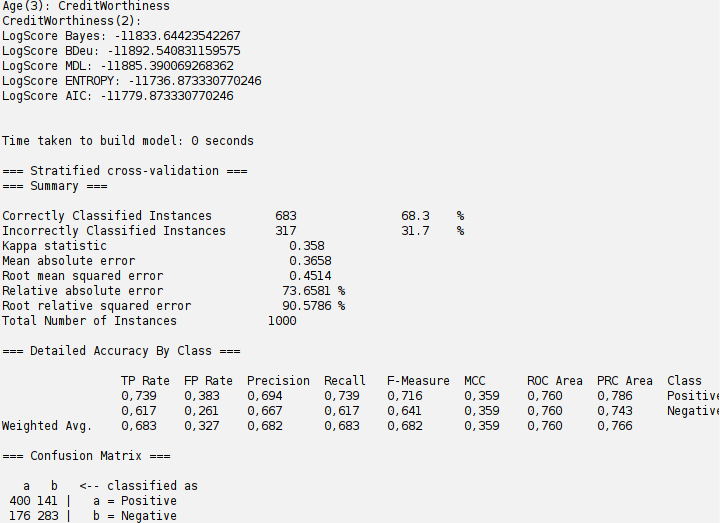 Age(3): CreditWorthiness
CreditWorthiness(2):
LogScore Bayes: -11833.64423542267
LogScore BDeu: -11892.540831159575
LogScore MDL: -11885.390069268362
LogScore ENTROPY: -11736.873330770246
LogScore AIC: -11779.873330770246
Time taken to build model: 0 seconds
=== Stratified cross-validation ===
=== Summary ===
Correctly Classified Instances 683 68.3 %
Incorrectly Classified Instances 317 31.7 %
Kappa statistic 0.358
Mean absolute error 0.3658
Root mean squared error 0.4514
Relative absolute error 73.6581 %
Root relative squared error 90.5786 %
Total Number of Instances 1000
=== Detailed Accuracy By Class ===
TP Rate FP Rate Precision Recall F-Measure MCC ROC Area PRC Area Class
0,739 0,383 0,694 0,739 0,716 0,359 0,760 0,786 Positive
0,617 0,261 0,667 0,617 0,641 0,359 0,760 0,743 Negative
Weighted Avg. 0,683 0,327 0,682 0,683 0,682 0,359 0,760 0,766
=== Confusion Matrix ===
a b <-- classified as
400 141 | a = Positive
176 283 | b = Negative